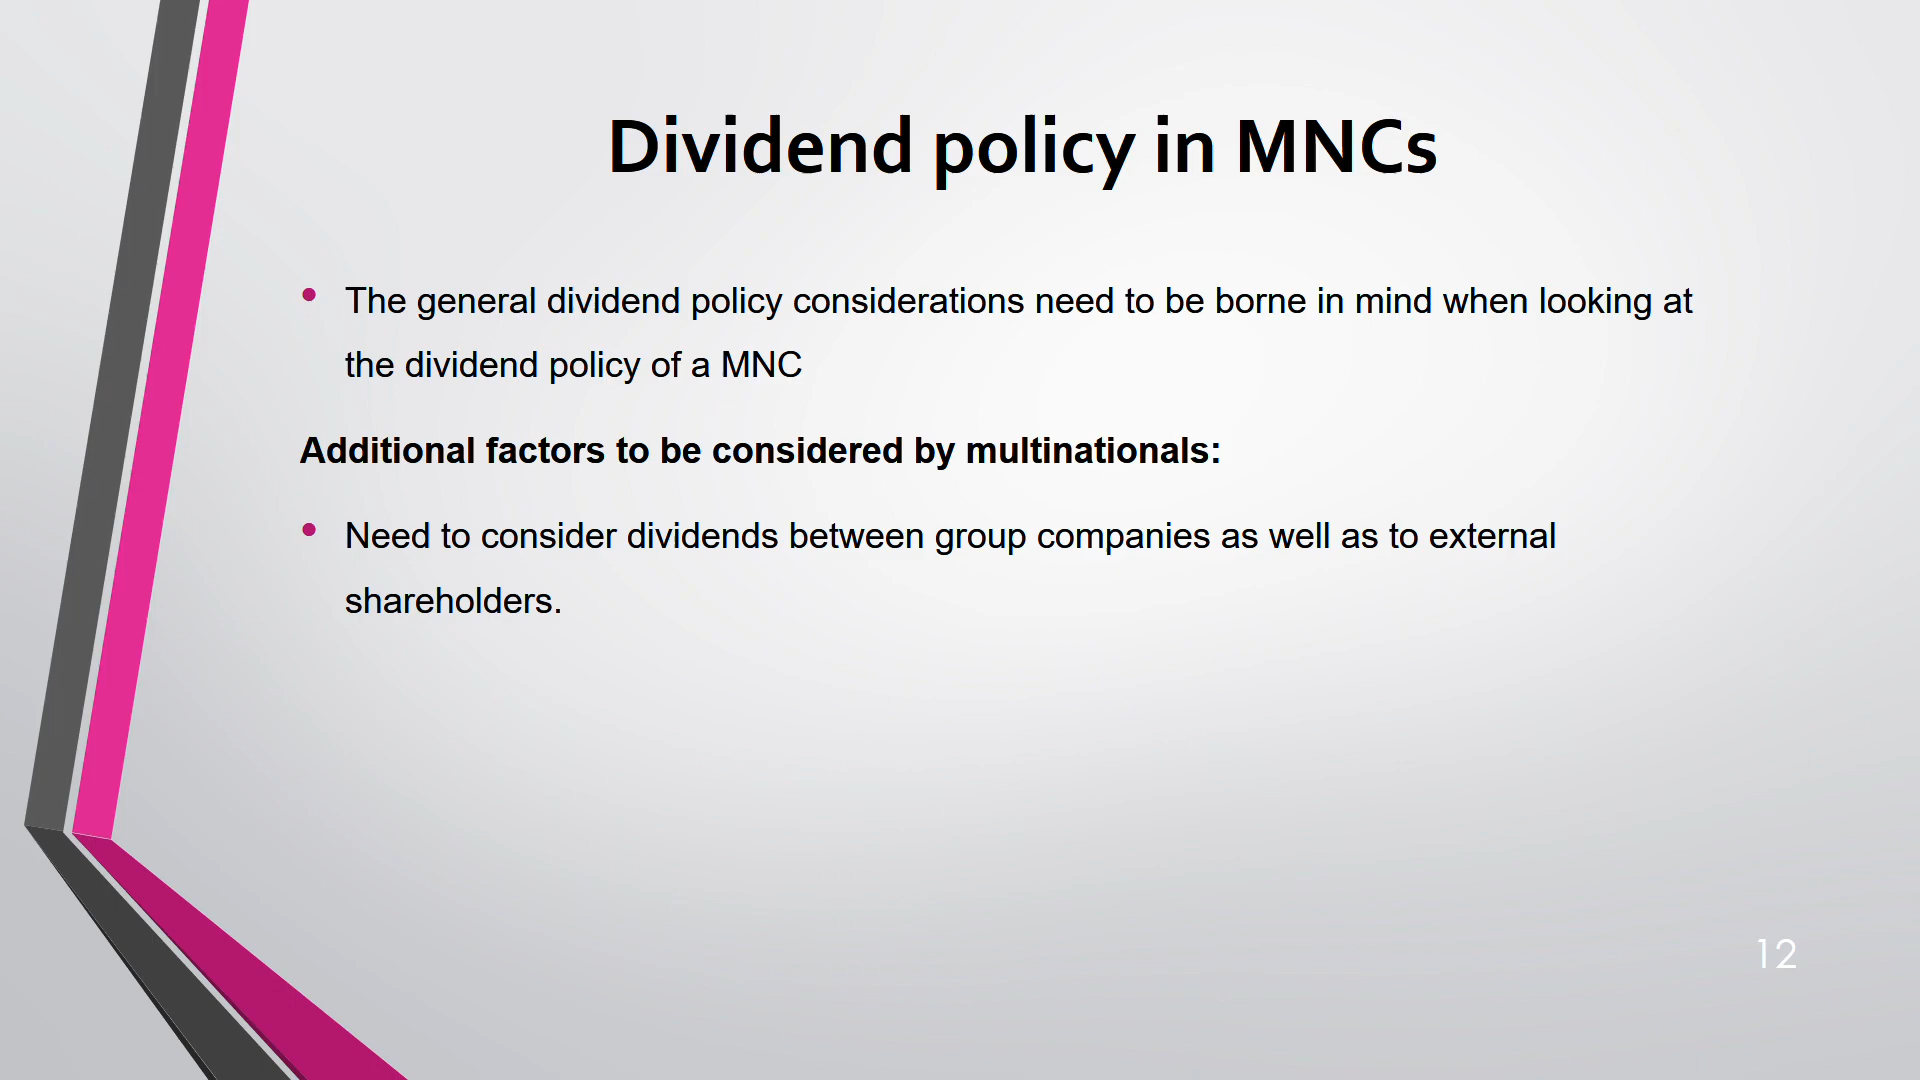 Dividend policy in MNCs
• The general dividend policy considerations need to be borne in mind when looking at
the dividend policy of a MNC
Additional factors to be considered by multinationals:
• Need to consider dividends between group companies as well as to external
shareholders.
12